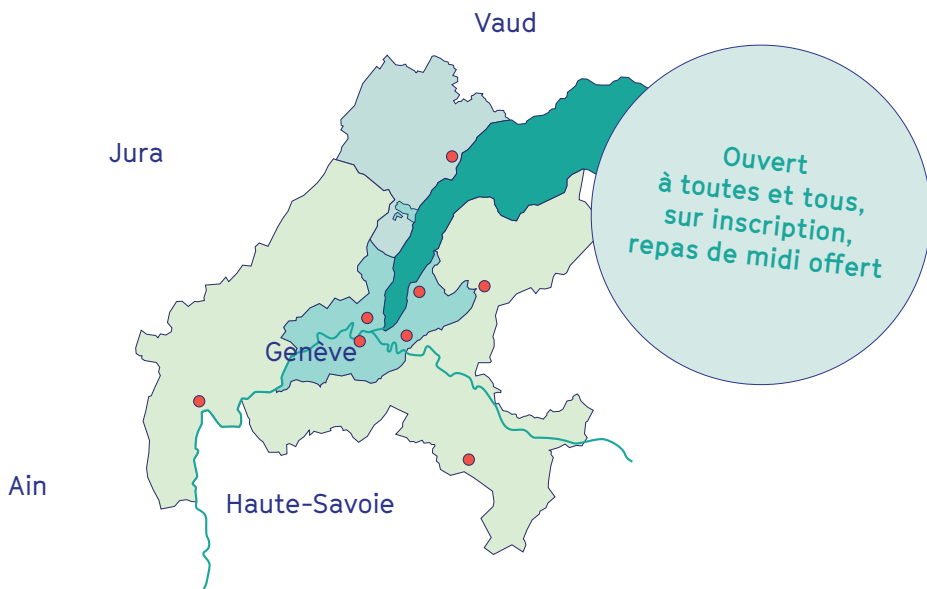 Vaud
Jura
Ouvert
à toutes et tous,
sur inscription,
repas de midi offert
Genève
Ain
Haute-Savoie